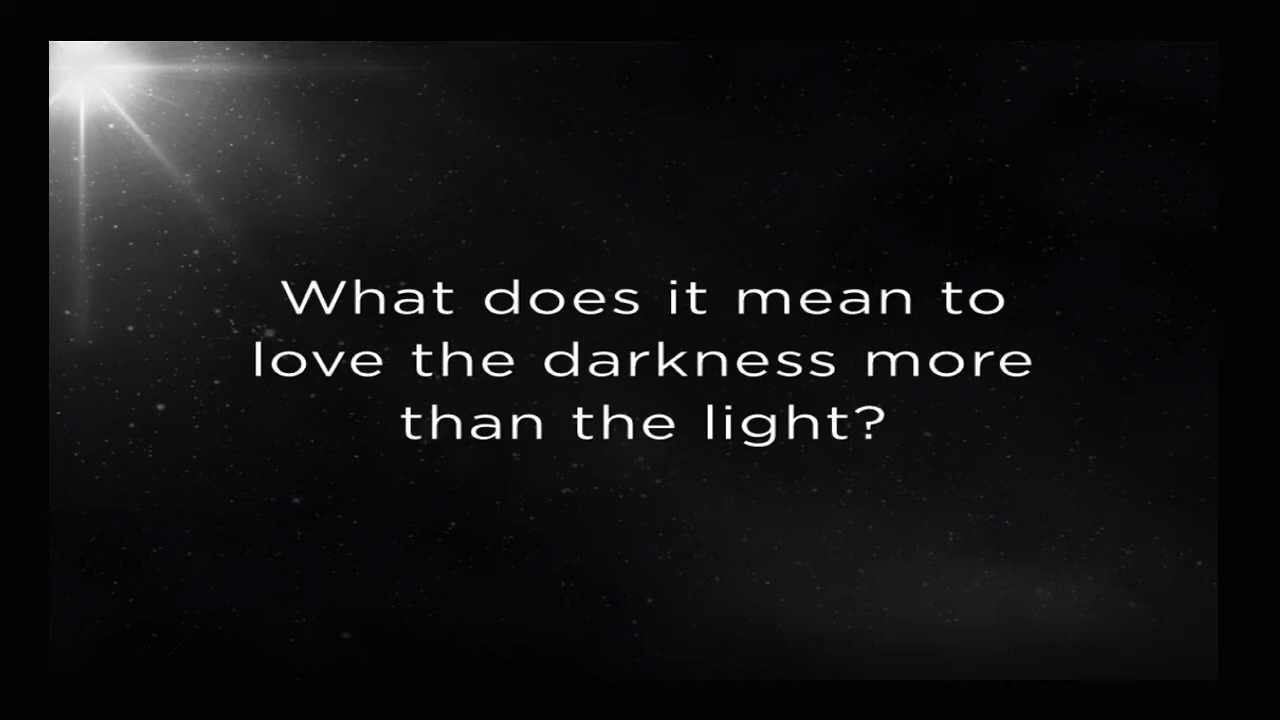 What does it mean to
love the darkness more
than the light?